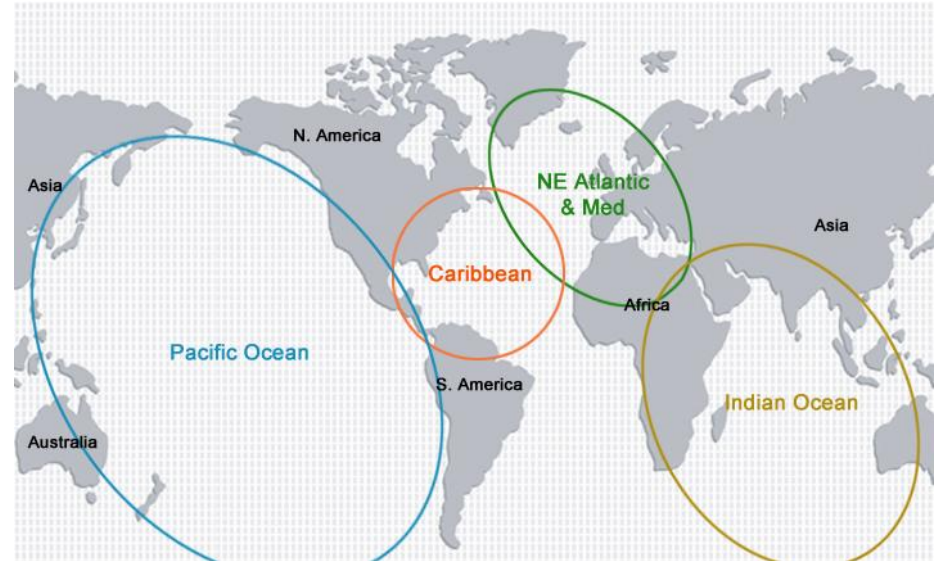 N. America
Asia
NE Atlantic
& Med
Asia
Caribbean
Africa
Pacific Ocean
S. America
Indian Ocean
Australia